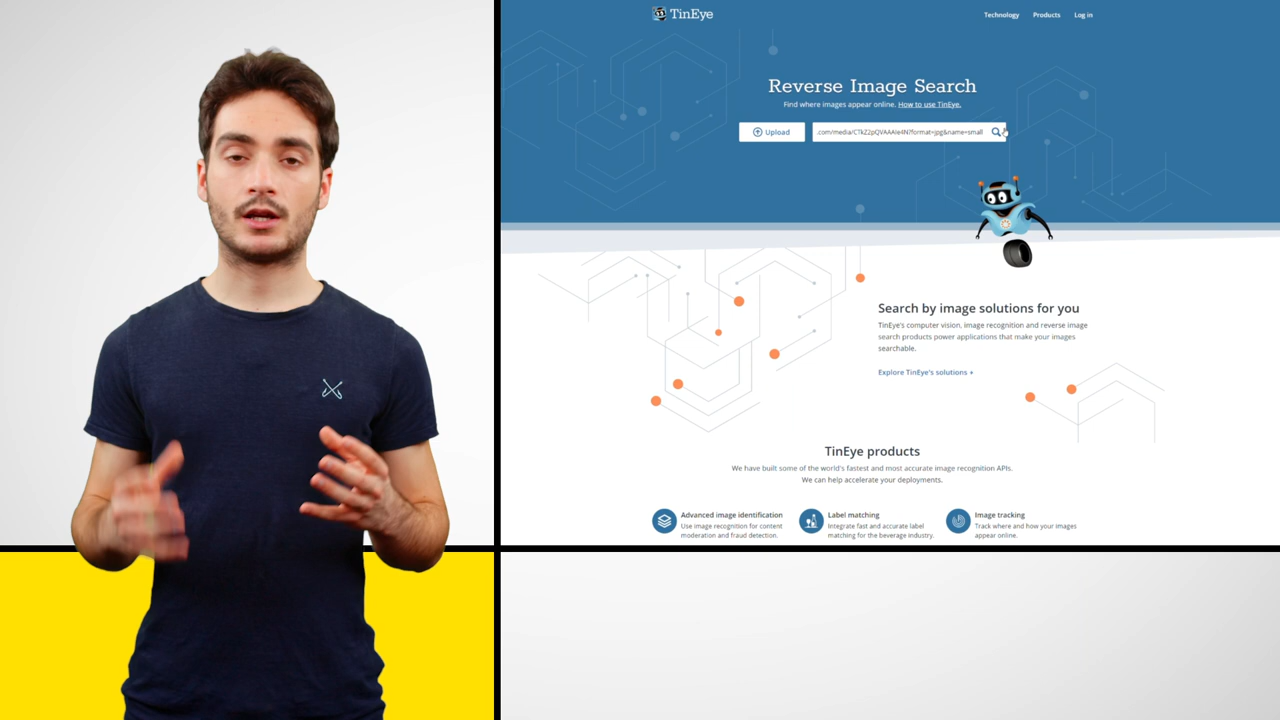 TinEye
Technology Products Log in
Reverse Image Search
Find where images appear online. How to use TinEye.
Upload
.com/media/C7kZ2pQVAAAIe4N?format=jpg&name=small
Search by image solutions for you
TinEye's computer vision, image recognition and reverse image
search products power applications that make your images
searchable.
Explore TinEye's solutions
TinEye products
We have built some of the world's fastest and most accurate image recognition APIs.
We can help accelerate your deployments.
Advanced image identification
Use image recognition for content
moderation and fraud detection.
Label matching
Integrate fast and accurate label
matching for the beverage industry.
Image tracking
Track where and how your images
appear online.